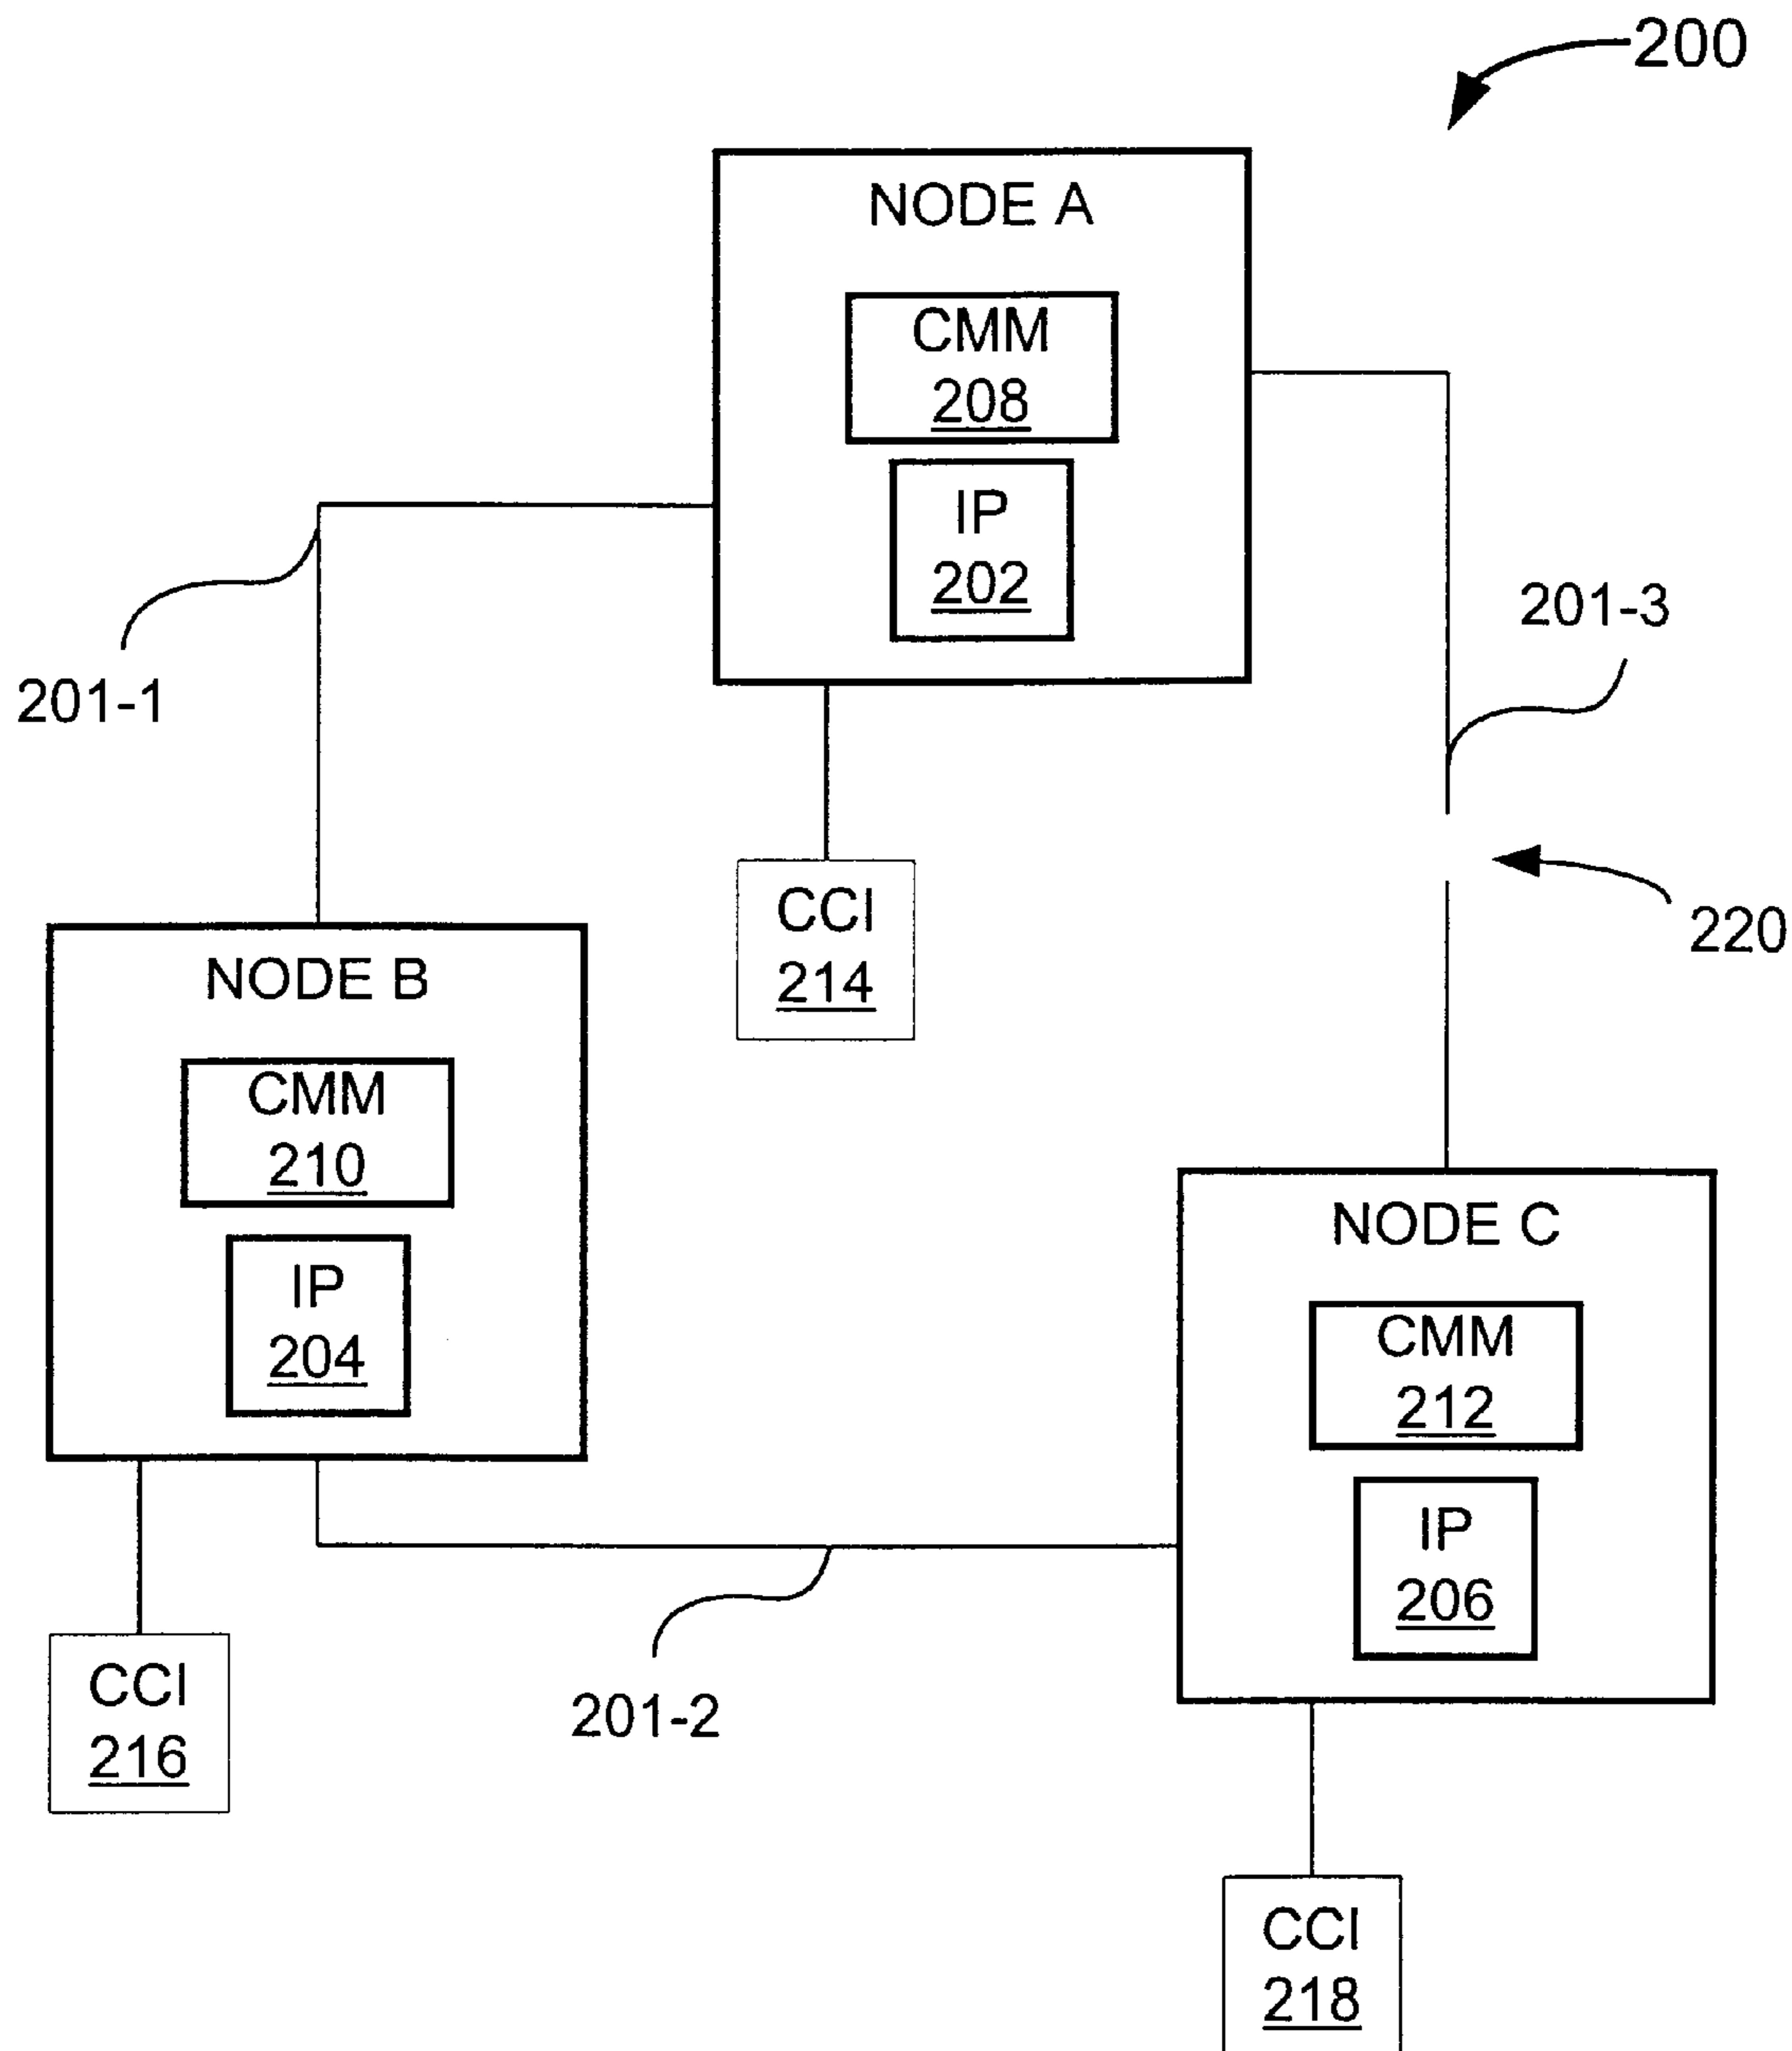 200
NODE A
CMM
208
IP
202
201-1
201-3
CCI
214
220
NODE B
CMM
210
IP
204
NODE C
CMM
212
IP
206
CCI
216
201-2
CCI
218